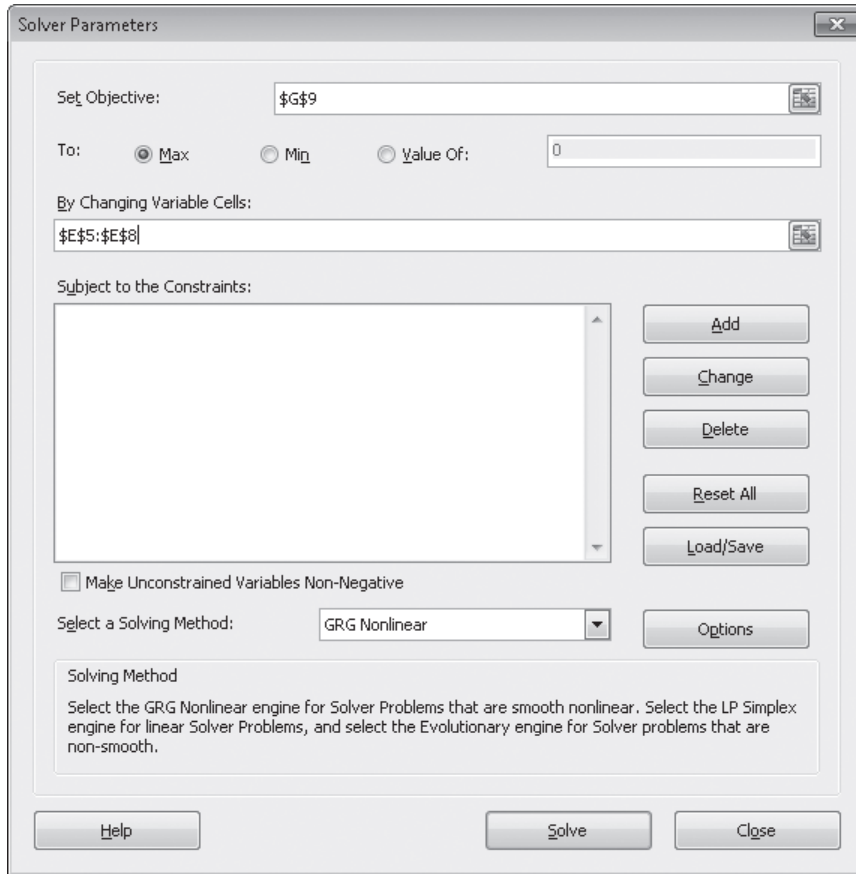 Solver Parameters
Set Objective: $G$9
To: Max Min Value Of: 0
By Changing Variable Cells:
$E$5:$E$8
Subject to the Constraints:
Add
Change
Delete
Reset All
Load/Save
Make Unconstrained Variables Non-Negative
Select a Solving Method: GRG Nonlinear Options
Solving Method
Select the GRG Nonlinear engine for Solver Problems that are smooth nonlinear. Select the LP Simplex
engine for linear Solver Problems, and select the Evolutionary engine for Solver problems that are
non-smooth.
Help Solve Close